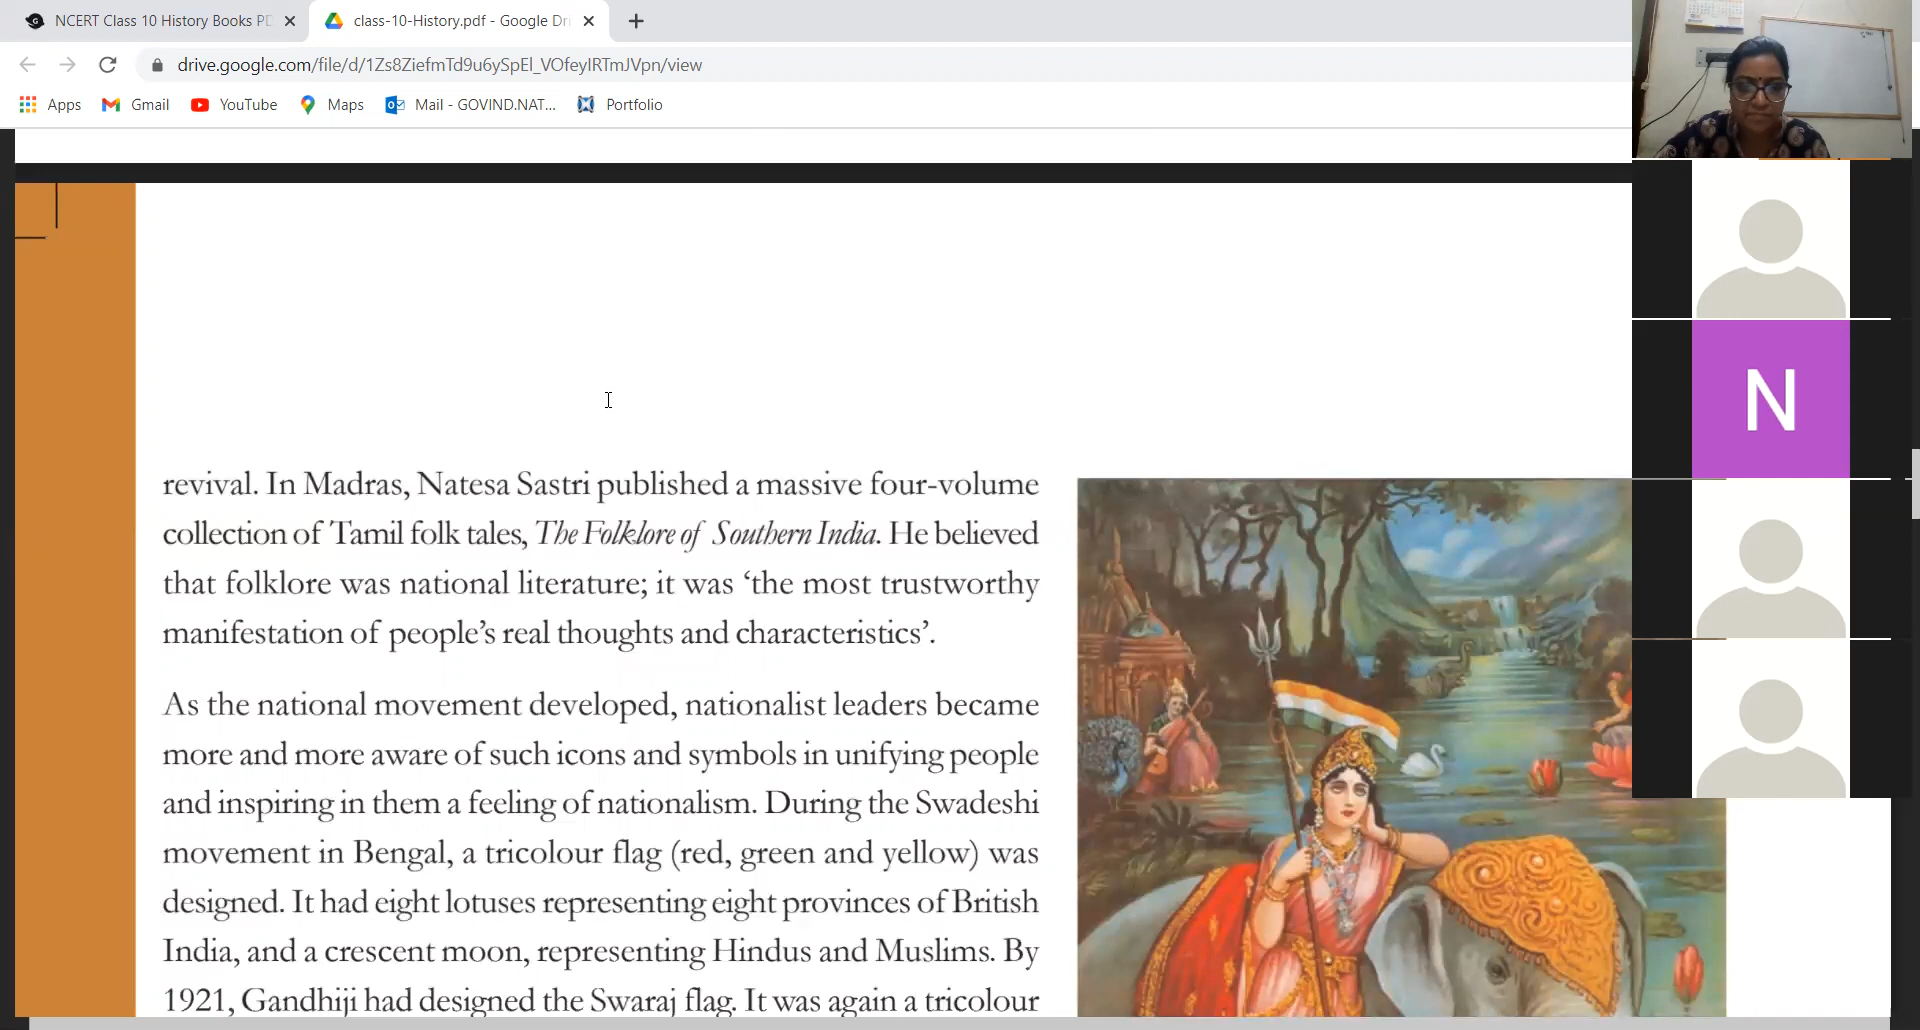 NCERT Class 10 History Books PD
class-10-History.pdf - Google Dri
drive.google.com/file/d/1Zs8ZiefmTd9u6ySpEl_VOfeyIRTmJVpn/view
Apps Gmail YouTube Maps Mail - GOVIND.NAT... Portfolio
N
revival. In Madras, Natesa Sastri published a massive four-volume
collection of Tamil folk tales, The Folklore of Southern India. He believed
that folklore was national literature; it was ‘the most trustworthy
manifestation of people’s real thoughts and characteristics’.
As the national movement developed, nationalist leaders became
more and more aware of such icons and symbols in unifying people
and inspiring in them a feeling of nationalism. During the Swadeshi
movement in Bengal, a tricolour flag (red, green and yellow) was
designed. It had eight lotuses representing eight provinces of British
India, and a crescent moon, representing Hindus and Muslims. By
1921, Gandhiji had designed the Swaraj flag. It was again a tricolour